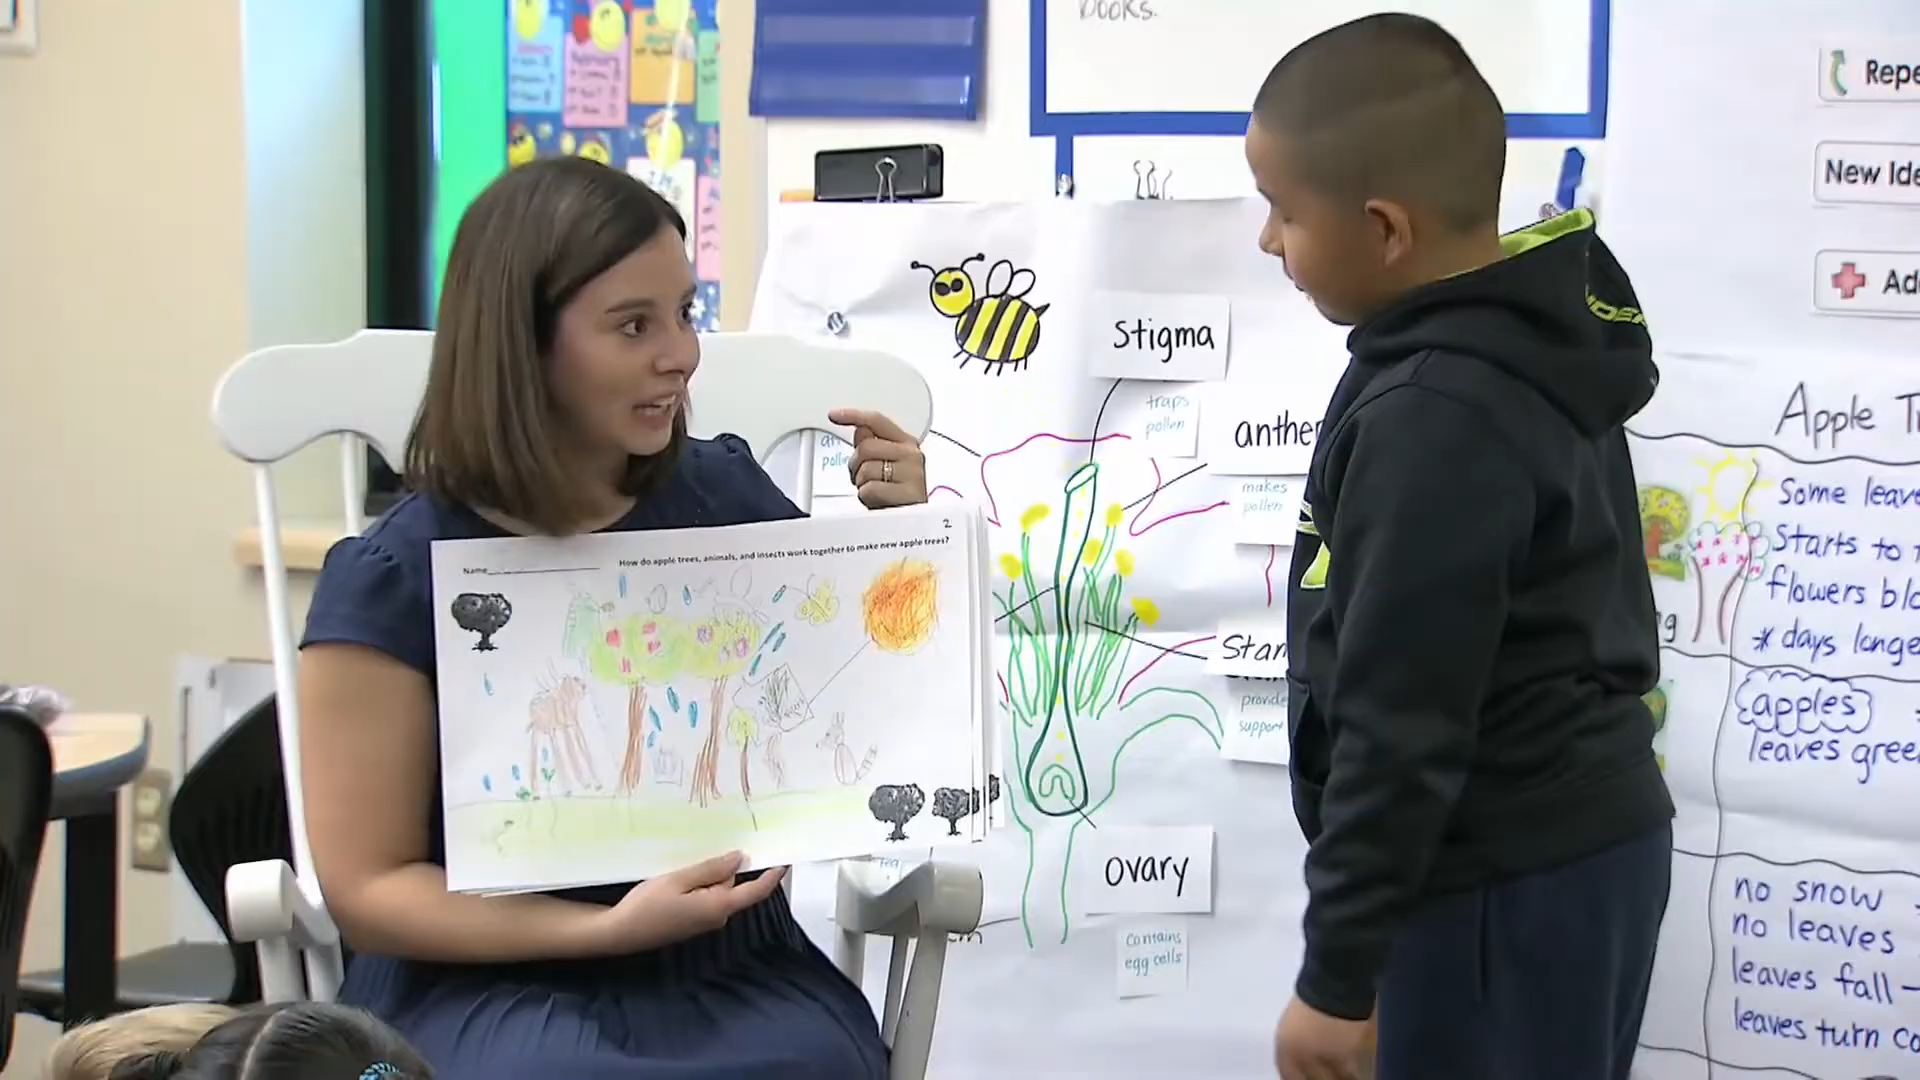 books.
Repe
New Ide
Ad
Stigma
traps
pollen
anther
makes
pollen
Stam
provide
support
ovary
contains
egg cells
2
Name
How do apple trees, animals, and insects work together to make new apple trees?
Apple T
Some leave
Starts to
flowers blo
* days longe
apples
leaves gree
no snow
no leaves
leaves fall -
leaves turn co